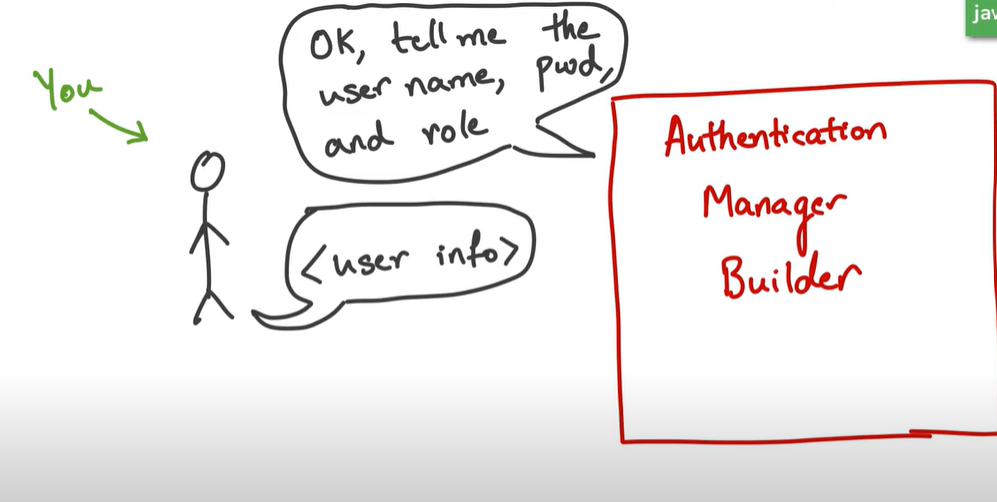 jav
You
OK, tell me the
user name, pwd,
and role
<user info>
Authentication
Manager
Builder